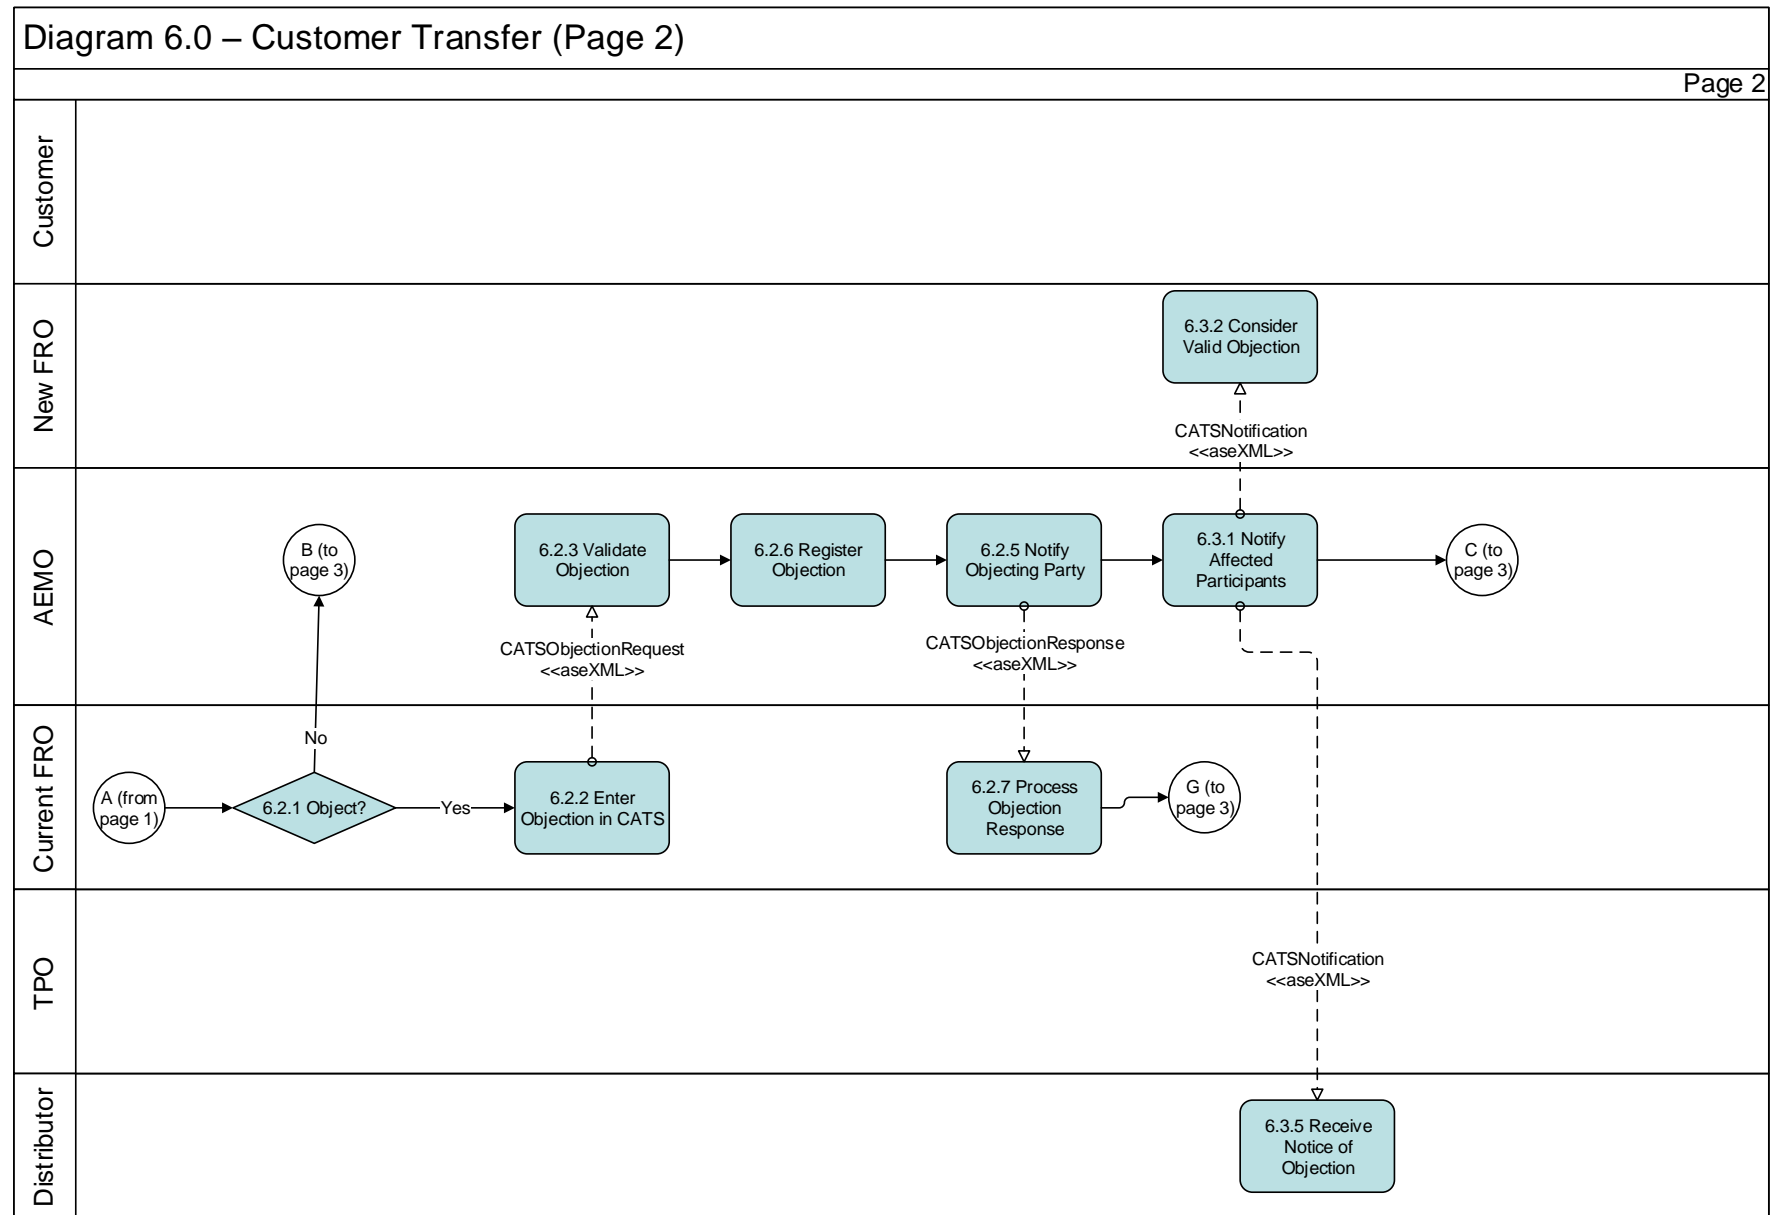 Diagram 6.0 – Customer Transfer (Page 2)
Page 2
Customer
New FRO
6.3.2 Consider
Valid Objection
CATSNotification
<<aseXML>>
AEMO
B (to
page 3)
6.2.3 Validate
Objection
6.2.6 Register
Objection
6.2.5 Notify
Objecting Party
6.3.1 Notify
Affected
Participants
C (to
page 3)
CATSObjectionRequest
<<aseXML>>
CATSObjectionResponse
<<aseXML>>
Current FRO
No
A (from
page 1)
6.2.1 Object?
Yes
6.2.2 Enter
Objection in CATS
6.2.7 Process
Objection
Response
G (to
page 3)
TPO
CATSNotification
<<aseXML>>
Distributor
6.3.5 Receive
Notice of
Objection